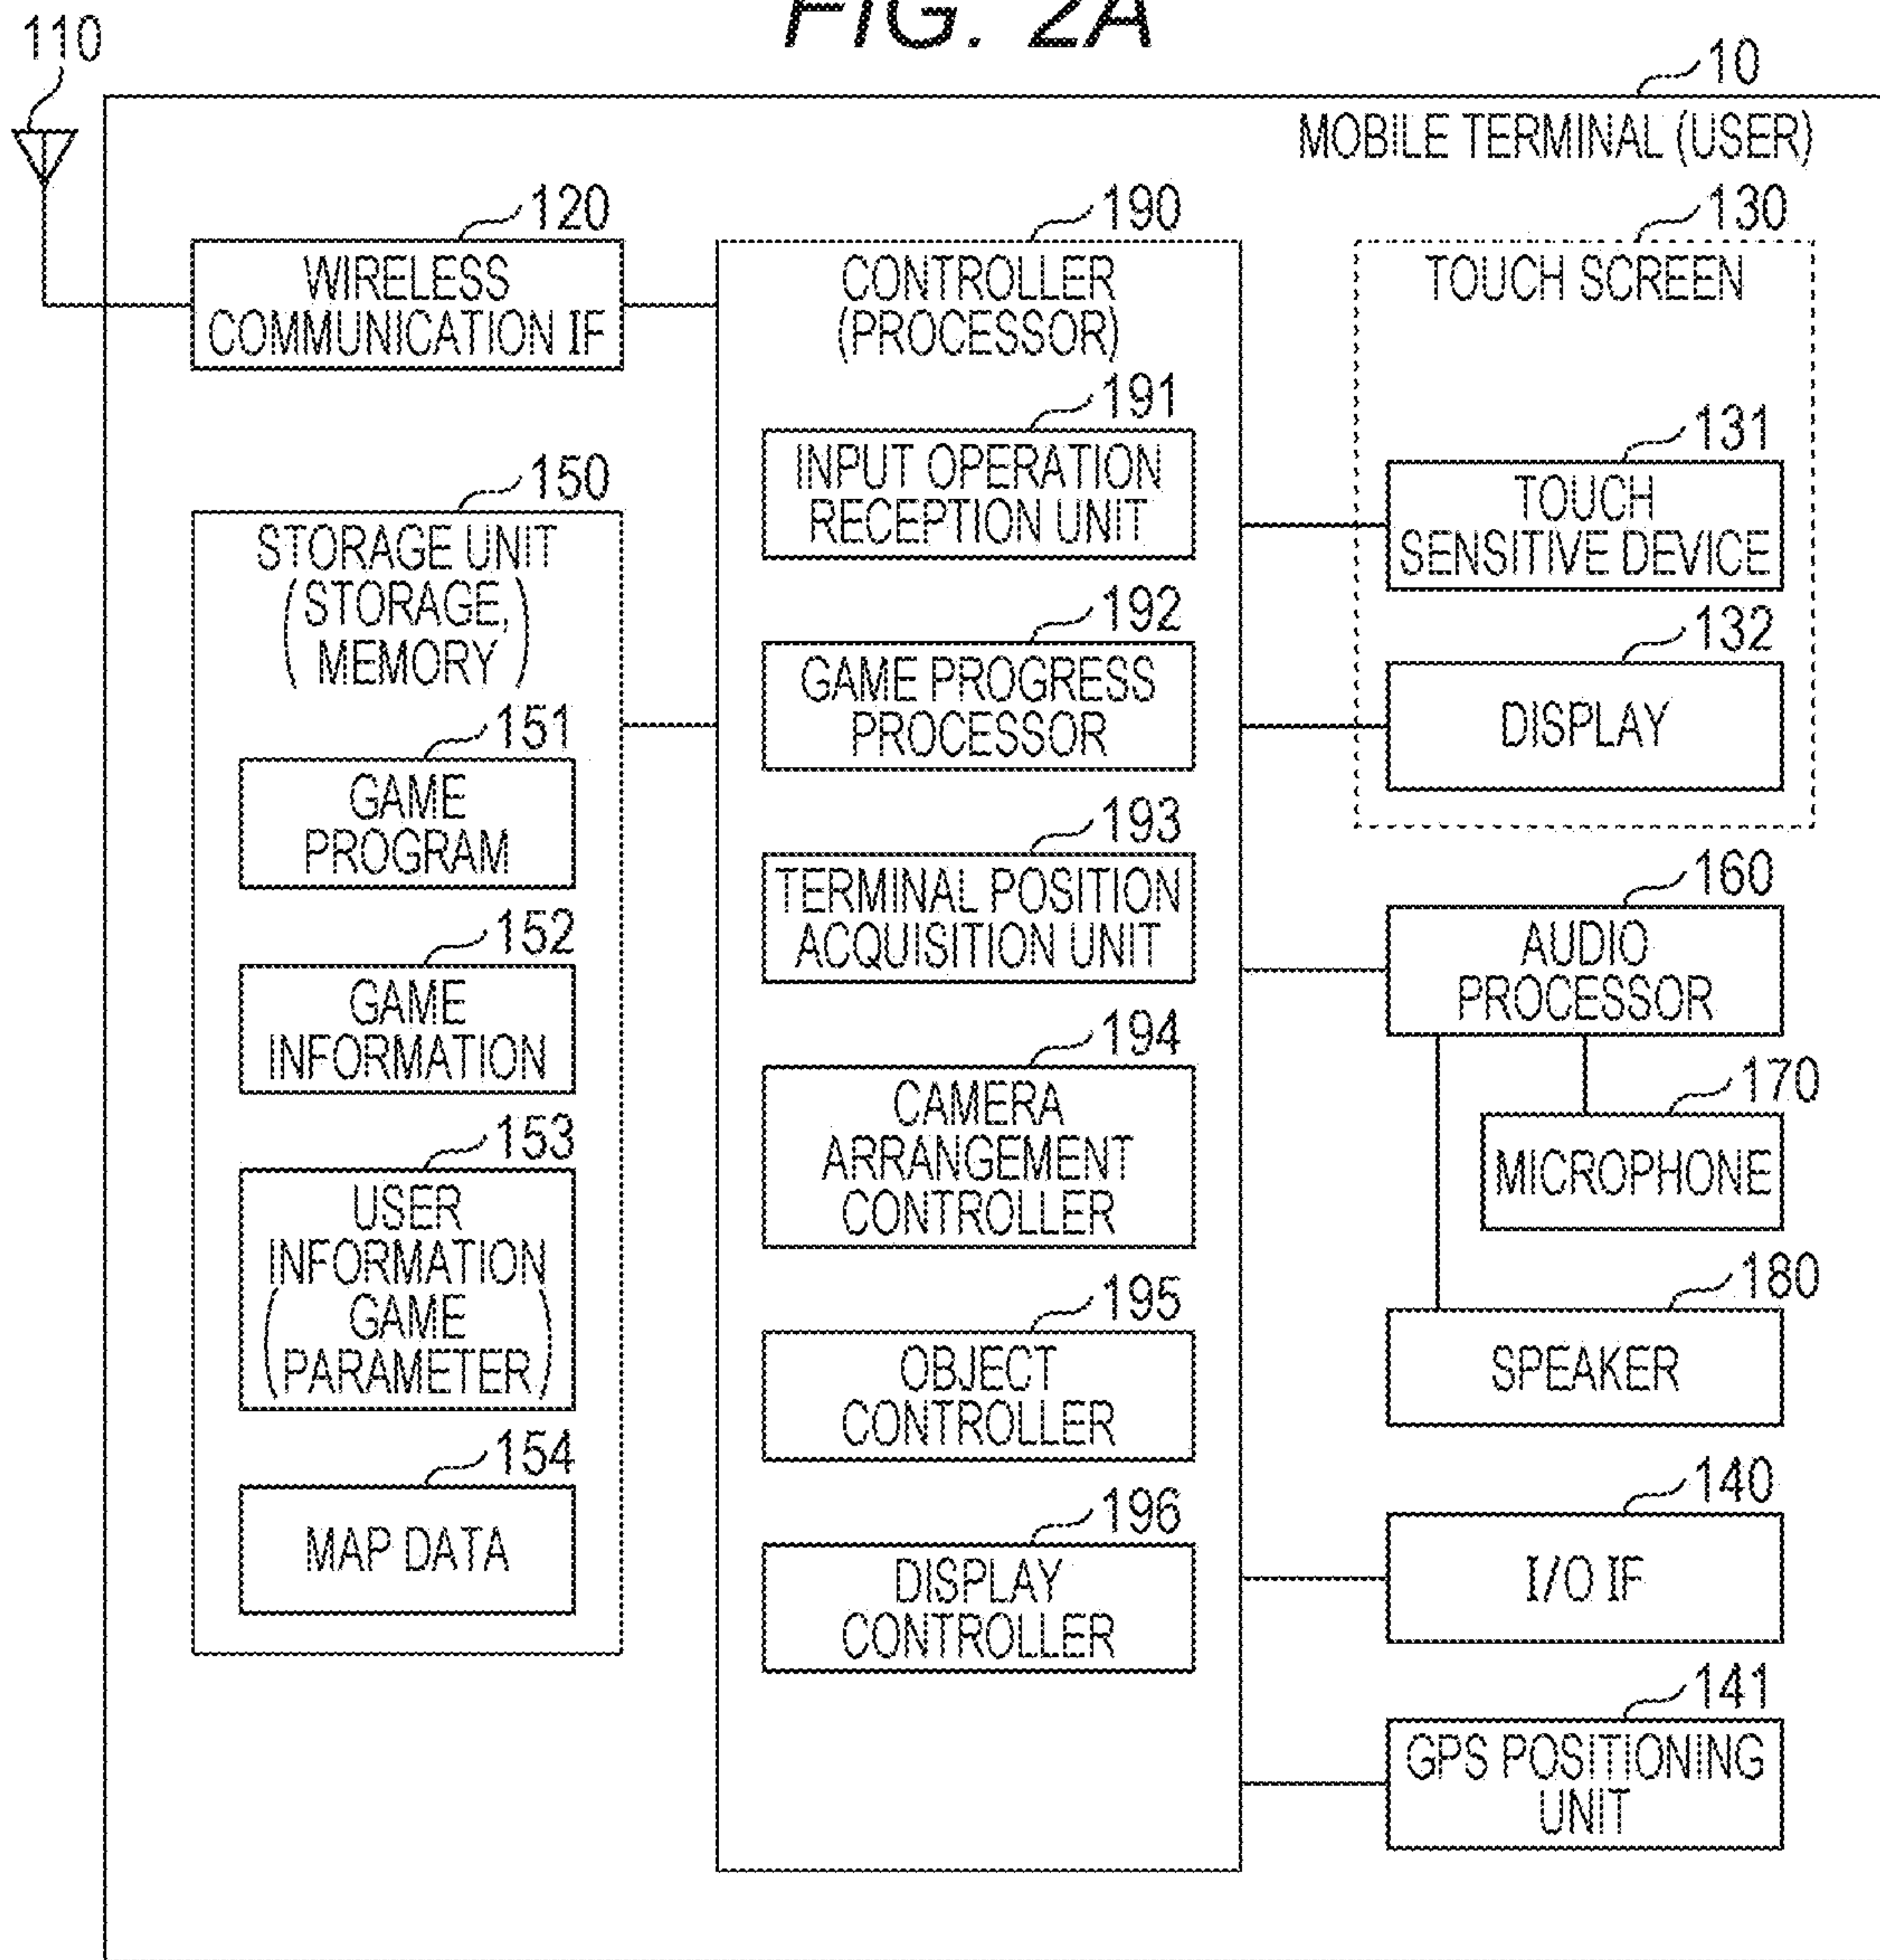 FIG. 2A
110
10
MOBILE TERMINAL (USER)
120
WIRELESS
COMMUNICATION IF
150
STORAGE UNIT
(STORAGE,
MEMORY)
151
GAME
PROGRAM
152
GAME
INFORMATION
153
USER
INFORMATION
(GAME
PARAMETER)
154
MAP DATA
190
CONTROLLER
(PROCESSOR)
191
INPUT OPERATION
RECEPTION UNIT
192
GAME PROGRESS
PROCESSOR
193
TERMINAL POSITION
ACQUISITION UNIT
194
CAMERA
ARRANGEMENT
CONTROLLER
195
OBJECT
CONTROLLER
196
DISPLAY
CONTROLLER
130
TOUCH SCREEN
131
TOUCH
SENSITIVE DEVICE
132
DISPLAY
160
AUDIO
PROCESSOR
170
MICROPHONE
180
SPEAKER
140
I/O IF
141
GPS POSITIONING
UNIT